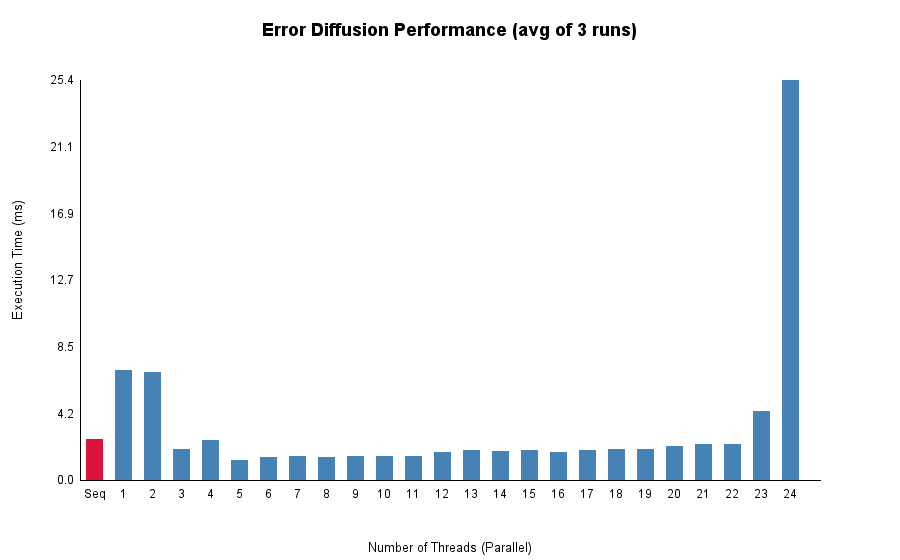 Error Diffusion Performance (avg of 3 runs)
25.4
21.1
16.9
12.7
8.5
4.2
0.0
Execution Time (ms)
Seq 1 2 3 4 5 6 7 8 9 10 11 12 13 14 15 16 17 18 19 20 21 22 23 24
Number of Threads (Parallel)